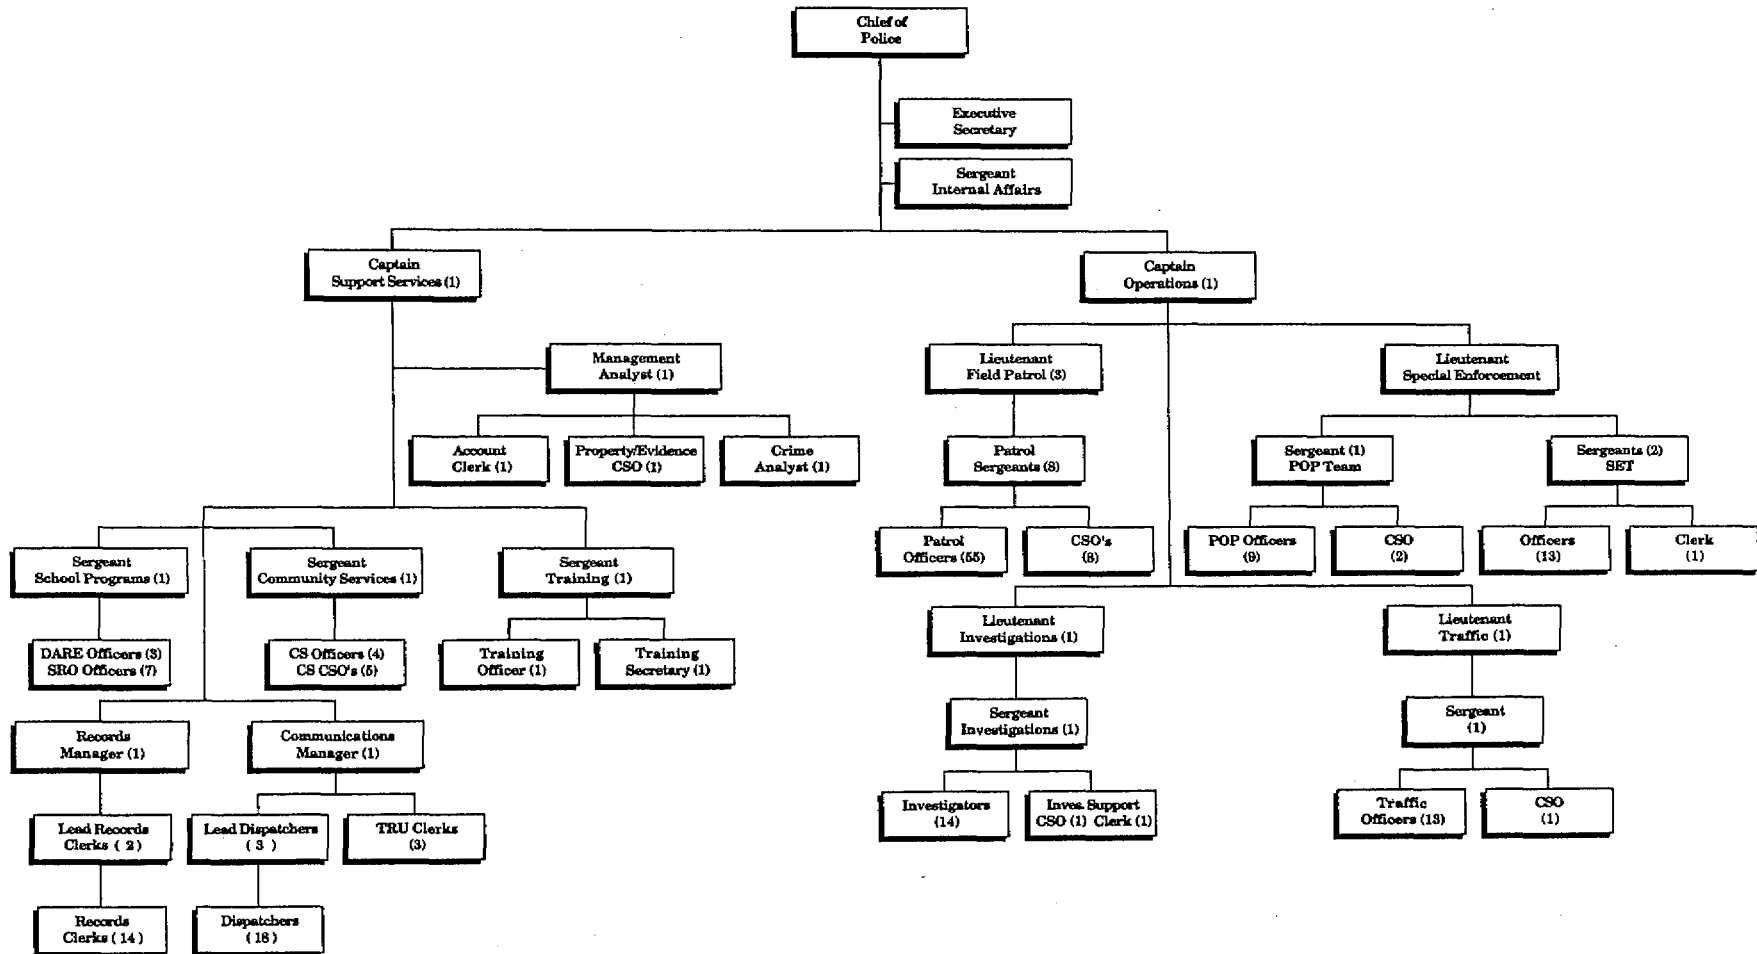 Chief of
Police
Executive
Secretary
Sergeant
Internal Affairs
Captain
Support Services (1)
Captain
Operations (1)
Management
Analyst (1)
Lieutenant
Field Patrol (3)
Lieutenant
Special Enforcement
Account
Clerk (1)
Property/Evidence
CSO (1)
Crime
Analyst (1)
Patrol
Sergeants (8)
Sergeant (1)
POP Team
Sergeants (2)
SET
Patrol
Officers (55)
CSO's
(8)
POP Officers
(9)
CSO
(2)
Officers
(13)
Clerk
(1)
Sergeant
School Programs (1)
Sergeant
Community Services (1)
Sergeant
Training (1)
Lieutenant
Investigations (1)
Lieutenant
Traffic (1)
DARE Officers (3)
SRO Officers (7)
CS Officers (4)
CS CSO's (5)
Training
Officer (1)
Training
Secretary (1)
Sergeant
Investigations (1)
Sergeant
(1)
Records
Manager (1)
Communications
Manager (1)
Investigators
(14)
Inves. Support
CSO (1) Clerk (1)
Traffic
Officers (13)
CSO
(1)
Lead Records
Clerks ( 2 )
Lead Dispatchers
( 3 )
TRU Clerks
(3)
Records
Clerks ( 14 )
Dispatchers
( 18 )